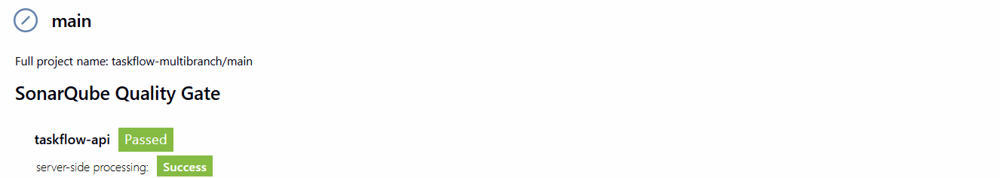 main
Full project name: taskflow-multibranch/main
SonarQube Quality Gate
taskflow-api Passed
server-side processing: Success